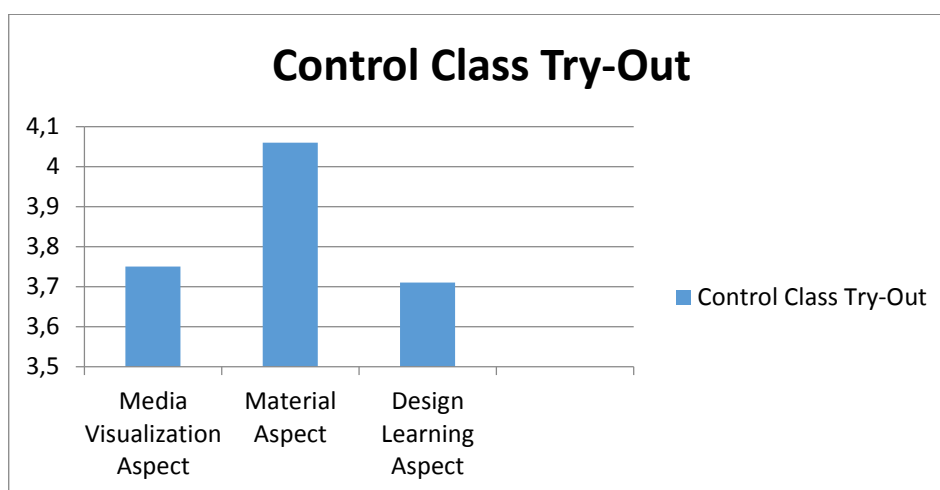 Control Class Try-Out
4,1
4
3,9
3,8
3,7
3,6
3,5
Media
Visualization
Aspect
Material
Aspect
Design
Learning
Aspect
Control Class Try-Out